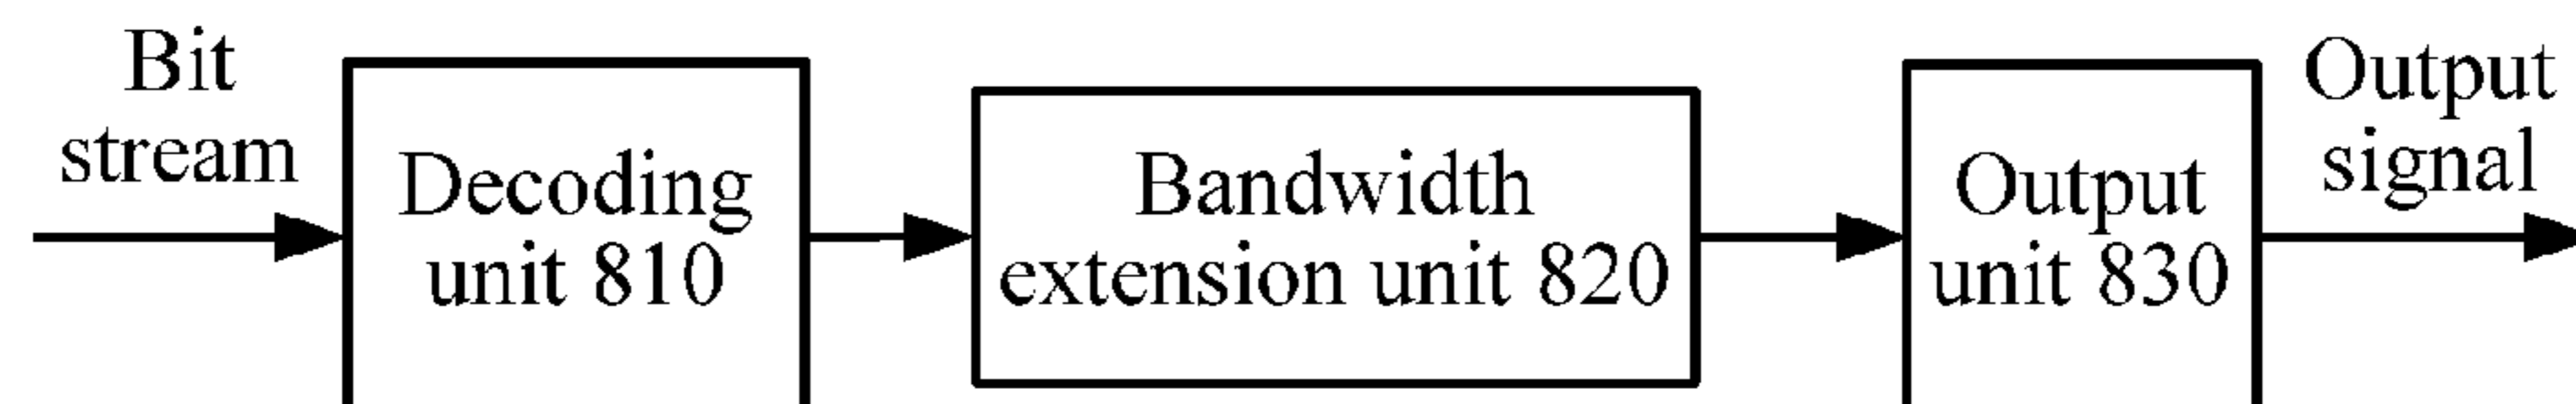 Bit
stream
Decoding
unit 810
Bandwidth
extension unit 820
Output
unit 830
Output
signal